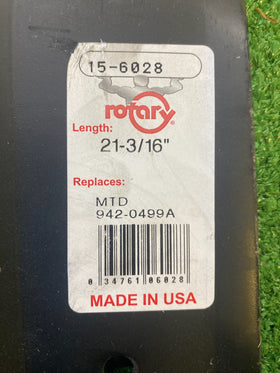 15-6028
rotary
Length:
21-3/16"
Replaces:
MTD
942-0499A
0 34761 06028
MADE IN USA